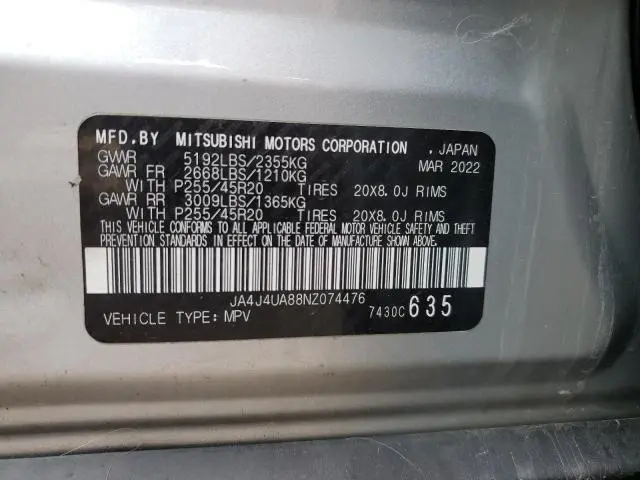 MFD.BY MITSUBISHI MOTORS CORPORATION . JAPAN
GVWR 5192LBS/2355KG MAR 2022
GAWR FR 2668LBS/1210KG
WITH P255/45R20 TIRES 20X8.0J RIMS
GAWR RR 3009LBS/1365KG
WITH P255/45R20 TIRES 20X8.0J RIMS
THIS VEHICLE CONFORMS TO ALL APPLICABLE FEDERAL MOTOR VEHICLE SAFETY AND THEFT
PREVENTION STANDARDS IN EFFECT ON THE DATE OF MANUFACTURE SHOWN ABOVE.
JA4J4UA88NZ074476
VEHICLE TYPE: MPV 7430C 635